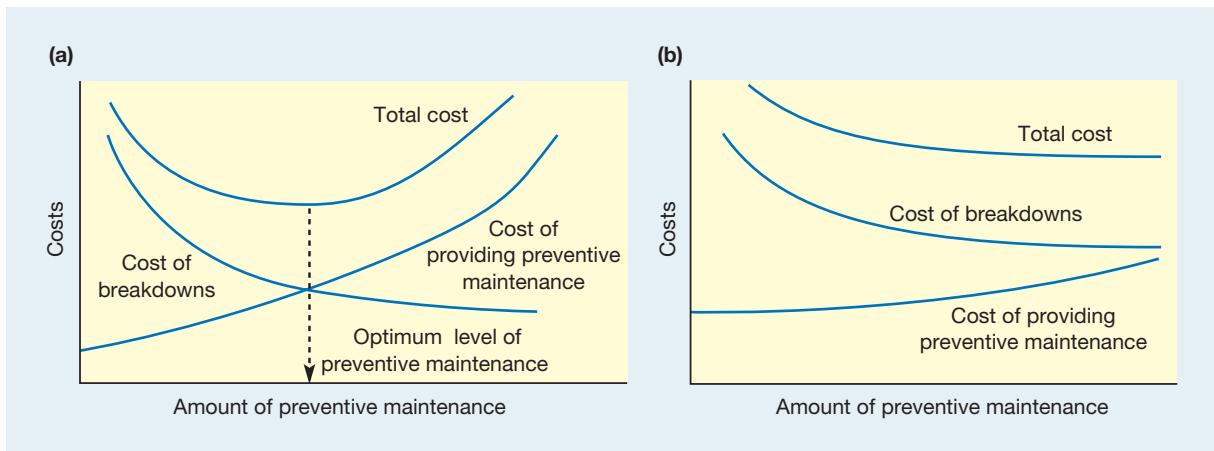 (a)
Total cost
Costs
Cost of
breakdowns
Cost of
providing preventive
maintenance
Optimum level of
preventive maintenance
Amount of preventive maintenance
(b)
Total cost
Costs
Cost of breakdowns
Cost of providing
preventive maintenance
Amount of preventive maintenance